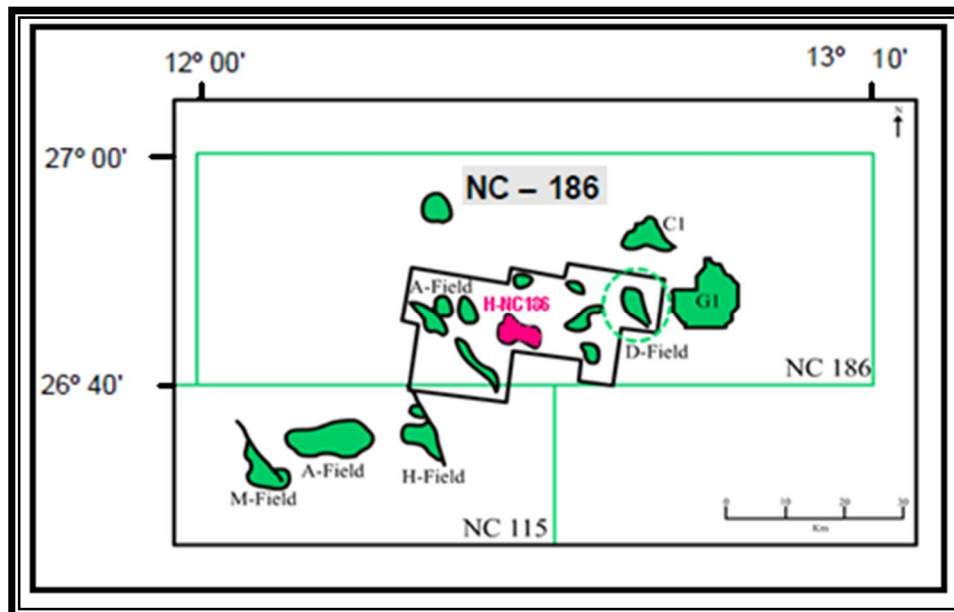 12º 00'
13º 10'
27º 00'
N
NC – 186
C1
A-Field
H-NC186
G1
D-Field
NC 186
26º 40'
A-Field
H-Field
M-Field
0 10 20 30
Km
NC 115